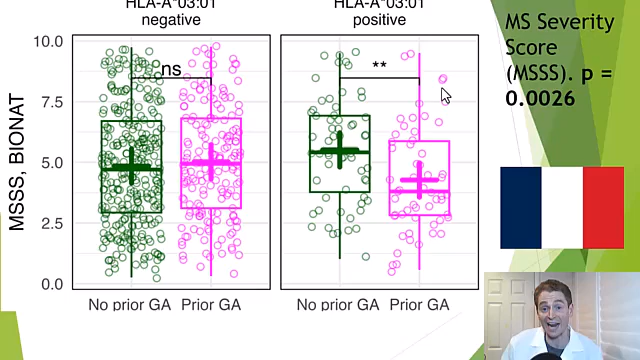 HLA-A*03:01
negative
HLA-A*03:01
positive
10.0
7.5
5.0
2.5
0.0
MSSS, BIONAT
ns
**
No prior GA
Prior GA
No prior GA
Prior GA
MS Severity
Score
(MSSS). p =
0.0026